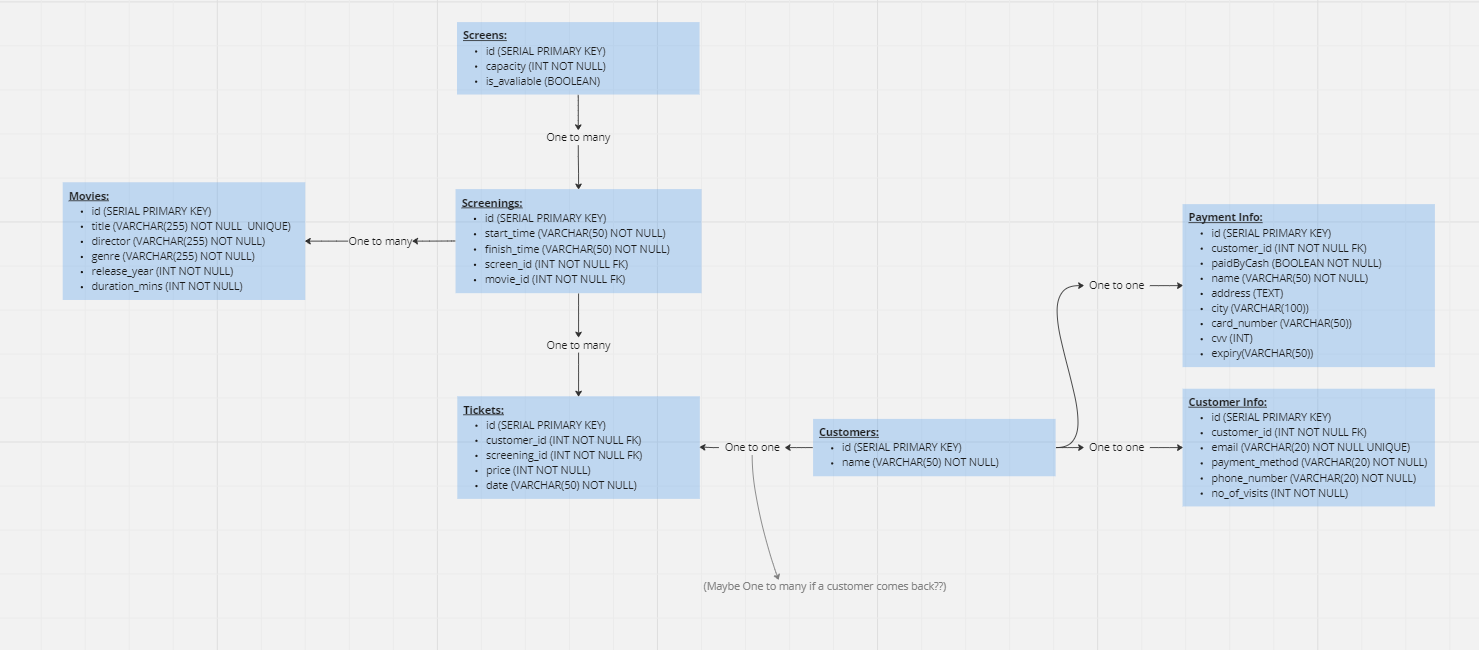 Screens:
• id (SERIAL PRIMARY KEY)
• capacity (INT NOT NULL)
• is_avaliable (BOOLEAN)
One to many
Movies:
• id (SERIAL PRIMARY KEY)
• title (VARCHAR(255) NOT NULL  UNIQUE)
• director (VARCHAR(255) NOT NULL)
• genre (VARCHAR(255) NOT NULL)
• release_year (INT NOT NULL)
• duration_mins (INT NOT NULL)
One to many
Screenings:
• id (SERIAL PRIMARY KEY)
• start_time (VARCHAR(50) NOT NULL)
• finish_time (VARCHAR(50) NOT NULL)
• screen_id (INT NOT NULL FK)
• movie_id (INT NOT NULL FK)
One to many
Tickets:
• id (SERIAL PRIMARY KEY)
• customer_id (INT NOT NULL FK)
• screening_id (INT NOT NULL FK)
• price (INT NOT NULL)
• date (VARCHAR(50) NOT NULL)
One to one
(Maybe One to many if a customer comes back??)
Customers:
• id (SERIAL PRIMARY KEY)
• name (VARCHAR(50) NOT NULL)
One to one
Payment Info:
• id (SERIAL PRIMARY KEY)
• customer_id (INT NOT NULL FK)
• paidByCash (BOOLEAN NOT NULL)
• name (VARCHAR(50) NOT NULL)
• address (TEXT)
• city (VARCHAR(100))
• card_number (VARCHAR(50))
• cvv (INT)
• expiry(VARCHAR(50))
One to one
Customer Info:
• id (SERIAL PRIMARY KEY)
• customer_id (INT NOT NULL FK)
• email (VARCHAR(20) NOT NULL UNIQUE)
• payment_method (VARCHAR(20) NOT NULL)
• phone_number (VARCHAR(20) NOT NULL)
• no_of_visits (INT NOT NULL)